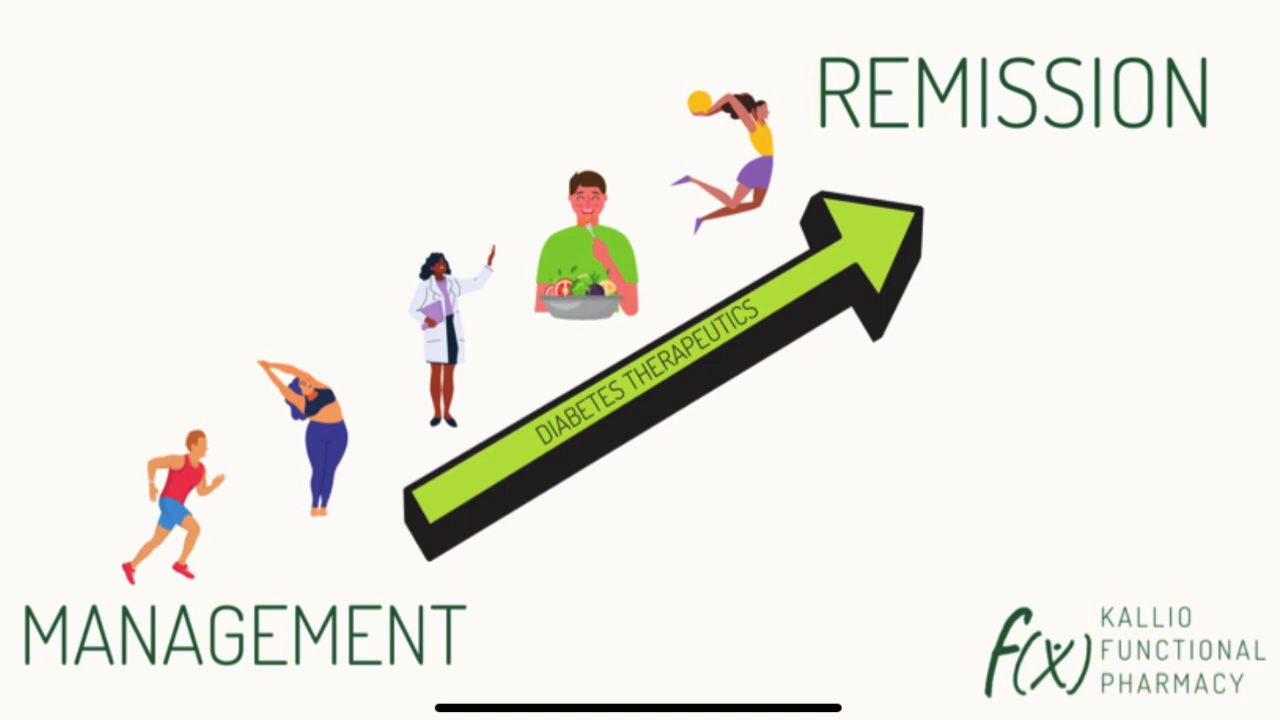 REMISSION
DIABETES THERAPEUTICS
MANAGEMENT
f(x)
KALLIO
FUNCTIONAL
PHARMACY